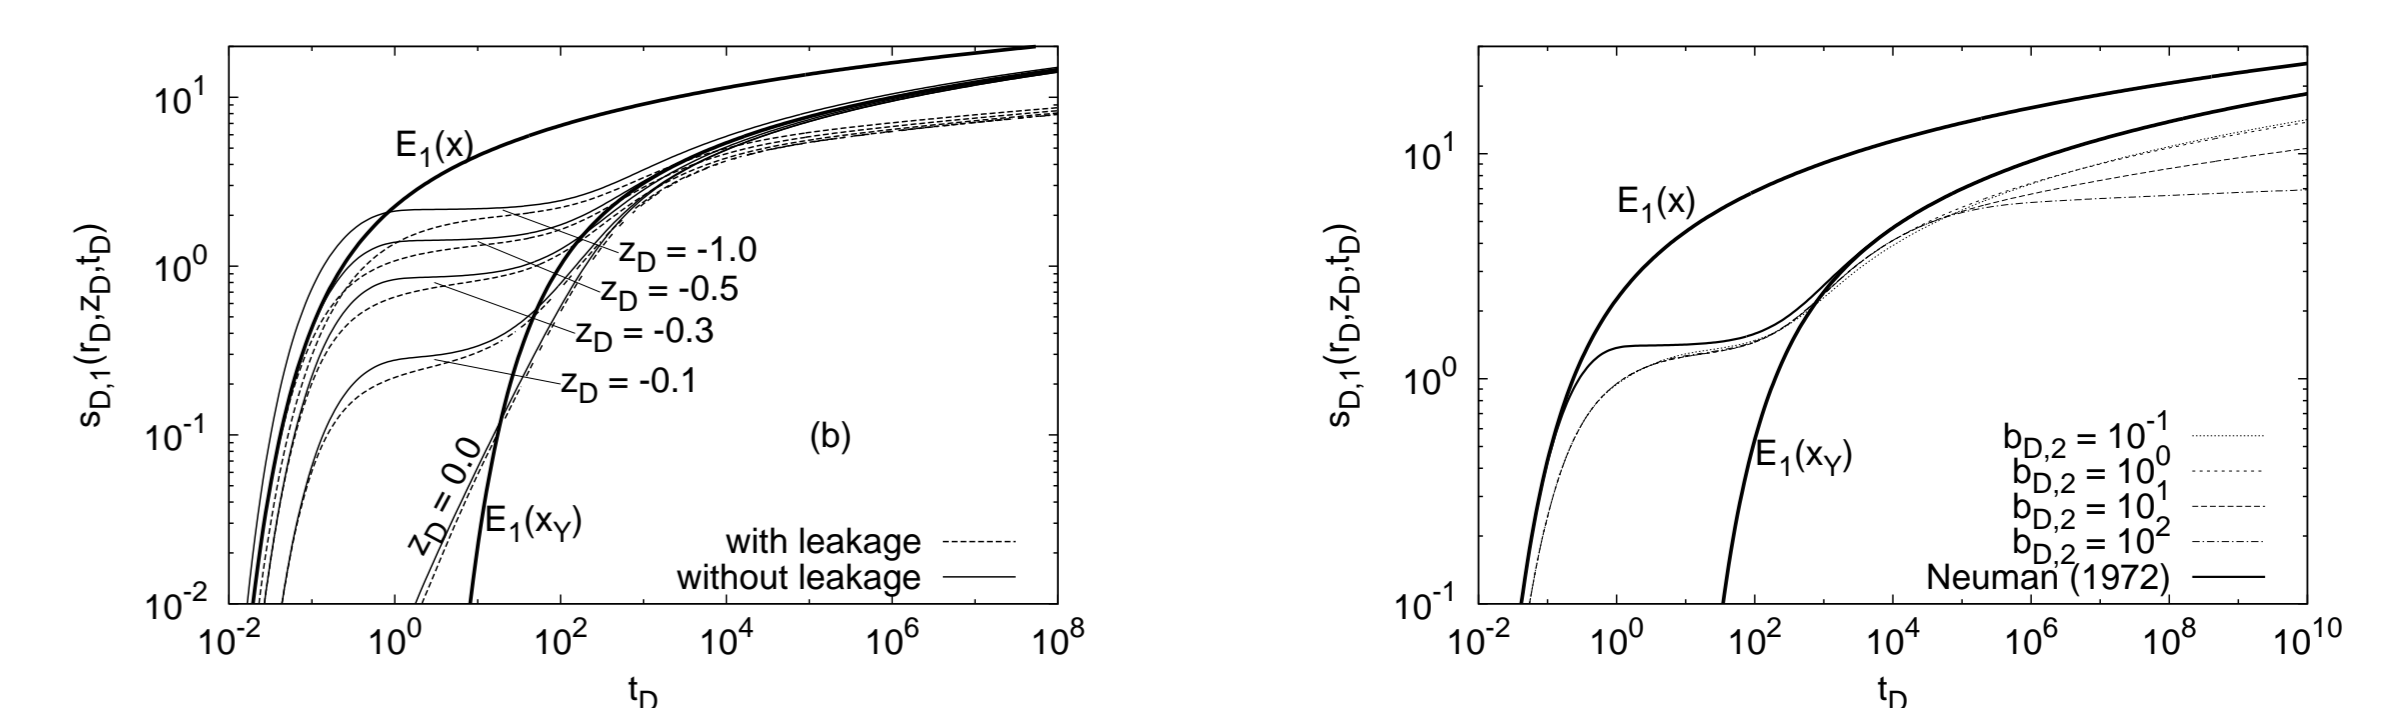 s_D,1(r_D,z_D,t_D)
10^1
10^0
10^-1
10^-2
E_1(x)
z_D = -1.0
z_D = -0.5
z_D = -0.3
z_D = -0.1
(b)
z_D = 0.0
E_1(x_Y)
with leakage
without leakage
10^-2 10^0 10^2 10^4 10^6 10^8
t_D
s_D,1(r_D,z_D,t_D)
10^1
10^0
10^-1
E_1(x)
E_1(x_Y)
b_D,2 = 10^-1
b_D,2 = 10^0
b_D,2 = 10^1
b_D,2 = 10^2
Neuman (1972)
10^-2 10^0 10^2 10^4 10^6 10^8 10^10
t_D